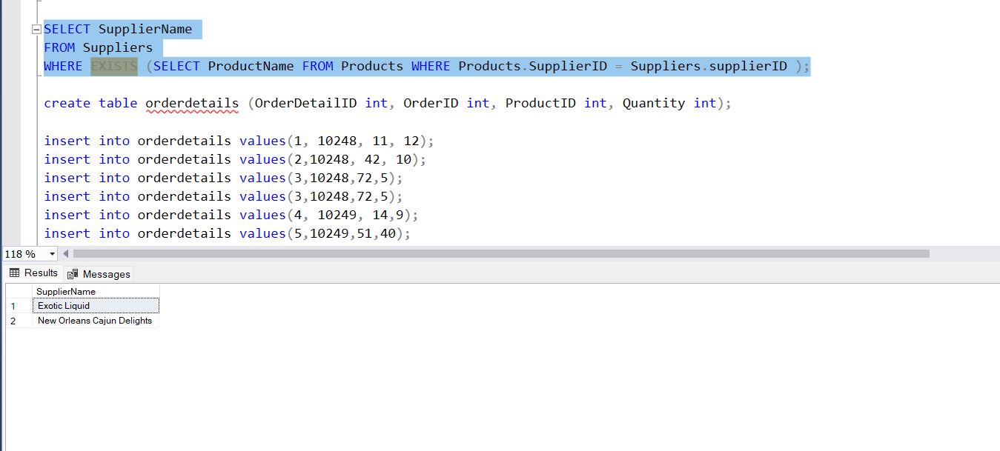 SELECT SupplierName
FROM Suppliers
WHERE EXISTS (SELECT ProductName FROM Products WHERE Products.SupplierID = Suppliers.supplierID );
create table orderdetails (OrderDetailID int, OrderID int, ProductID int, Quantity int);
insert into orderdetails values(1, 10248, 11, 12);
insert into orderdetails values(2,10248, 42, 10);
insert into orderdetails values(3,10248,72,5);
insert into orderdetails values(3,10248,72,5);
insert into orderdetails values(4, 10249, 14,9);
insert into orderdetails values(5,10249,51,40);
118 %
Results Messages
SupplierName
1 Exotic Liquid
2 New Orleans Cajun Delights